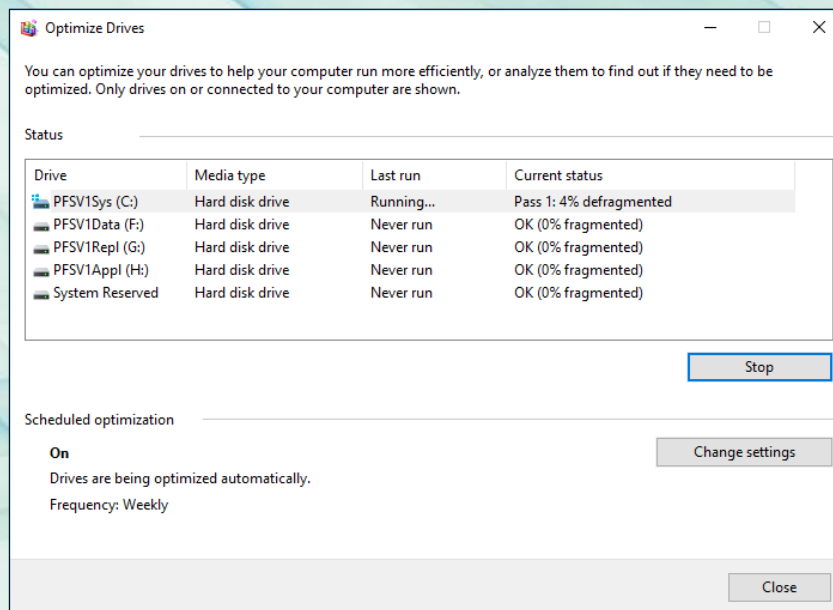 Optimize Drives
You can optimize your drives to help your computer run more efficiently, or analyze them to find out if they need to be
optimized. Only drives on or connected to your computer are shown.
Status
Drive Media type Last run Current status
PFSV1Sys (C:) Hard disk drive Running... Pass 1: 4% defragmented
PFSV1Data (F:) Hard disk drive Never run OK (0% fragmented)
PFSV1Repl (G:) Hard disk drive Never run OK (0% fragmented)
PFSV1Appl (H:) Hard disk drive Never run OK (0% fragmented)
System Reserved Hard disk drive Never run OK (0% fragmented)
Stop
Scheduled optimization
On
Change settings
Drives are being optimized automatically.
Frequency: Weekly
Close